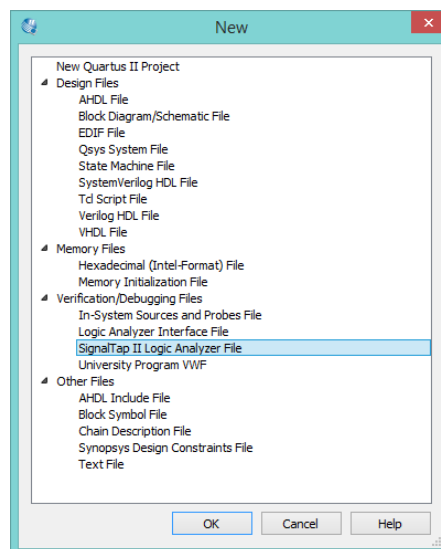 New
New Quartus II Project
Design Files
AHDL File
Block Diagram/Schematic File
EDIF File
Qsys System File
State Machine File
SystemVerilog HDL File
Tcl Script File
Verilog HDL File
VHDL File
Memory Files
Hexadecimal (Intel-Format) File
Memory Initialization File
Verification/Debugging Files
In-System Sources and Probes File
Logic Analyzer Interface File
SignalTap II Logic Analyzer File
University Program VWF
Other Files
AHDL Include File
Block Symbol File
Chain Description File
Synopsys Design Constraints File
Text File
OK Cancel Help